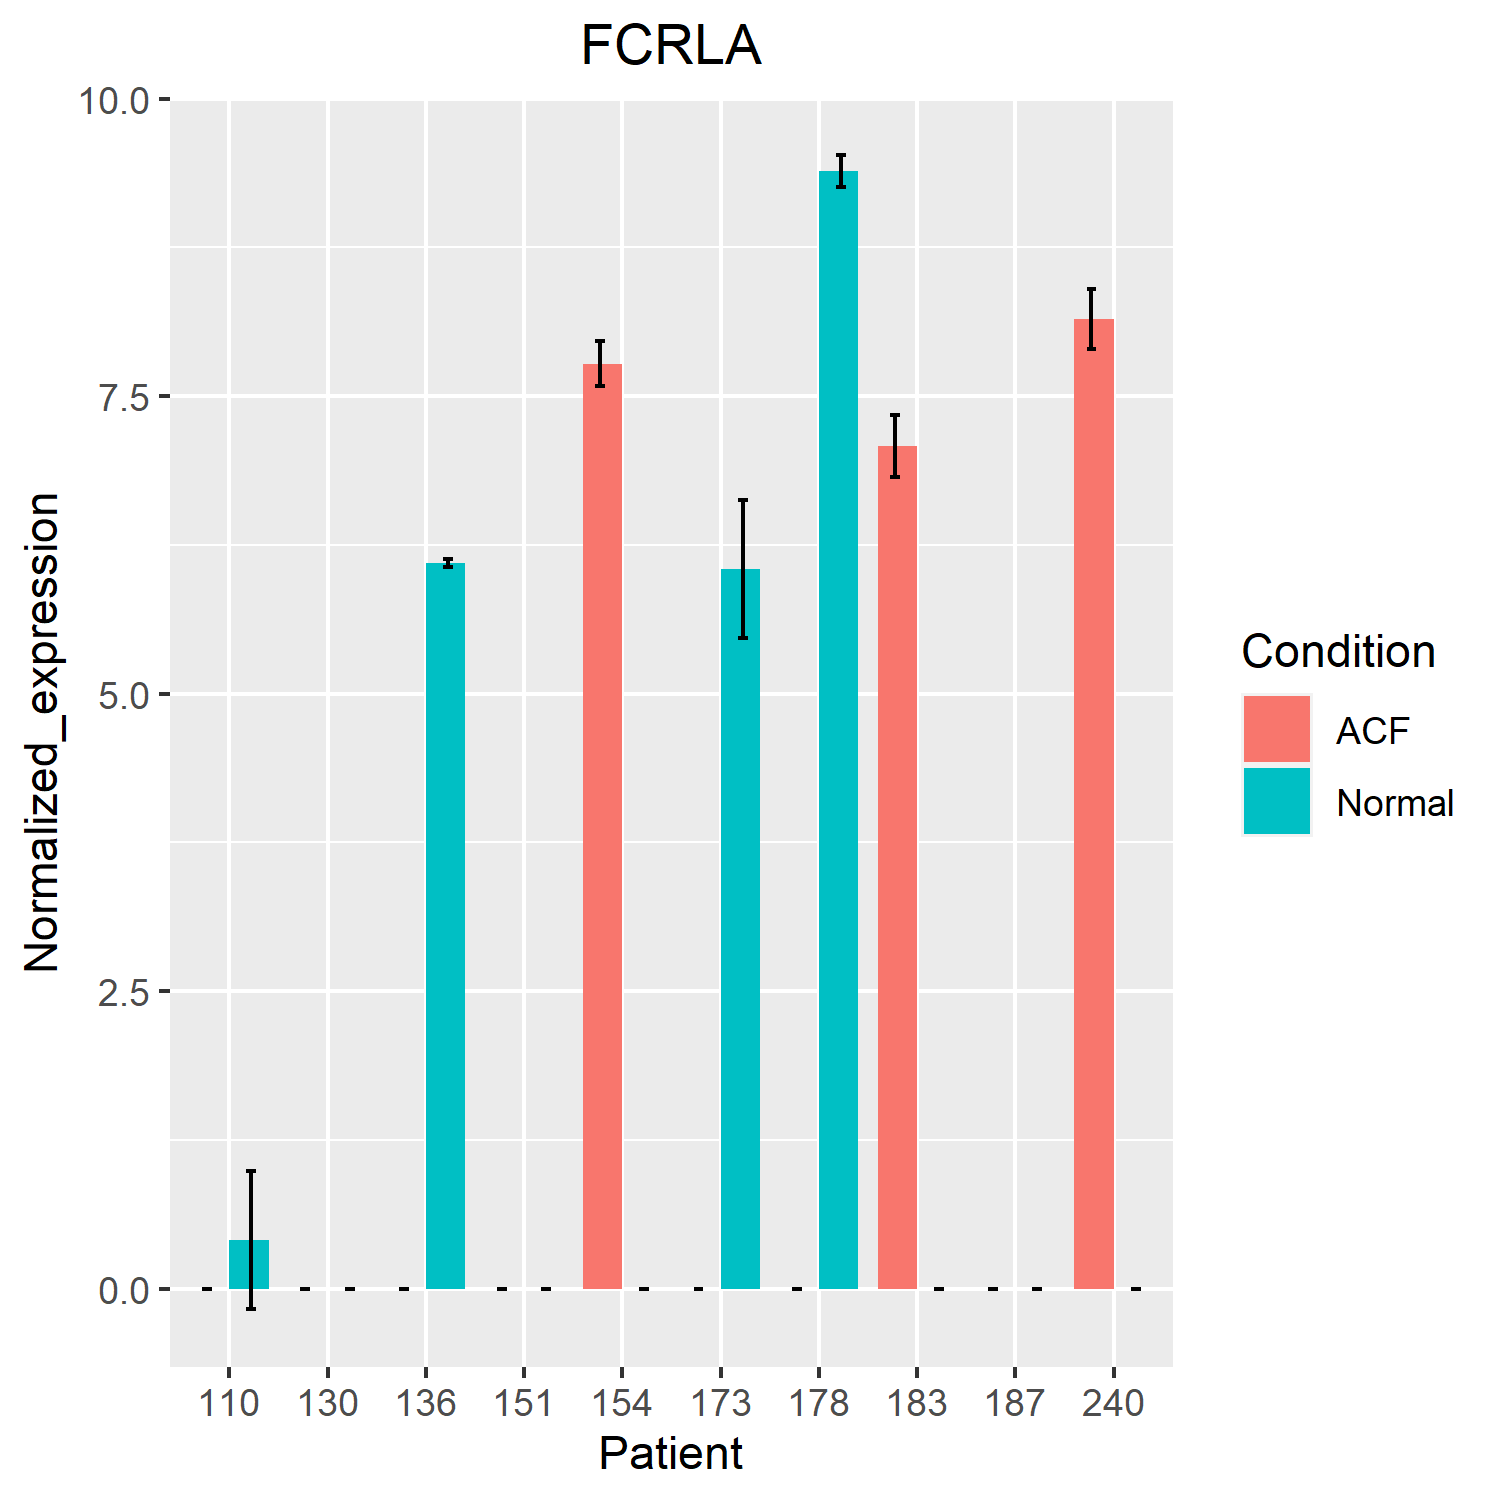 FCRLA
10.0
7.5
5.0
2.5
0.0
Normalized_expression
110 130 136 151 154 173 178 183 187 240
Patient
Condition
ACF
Normal